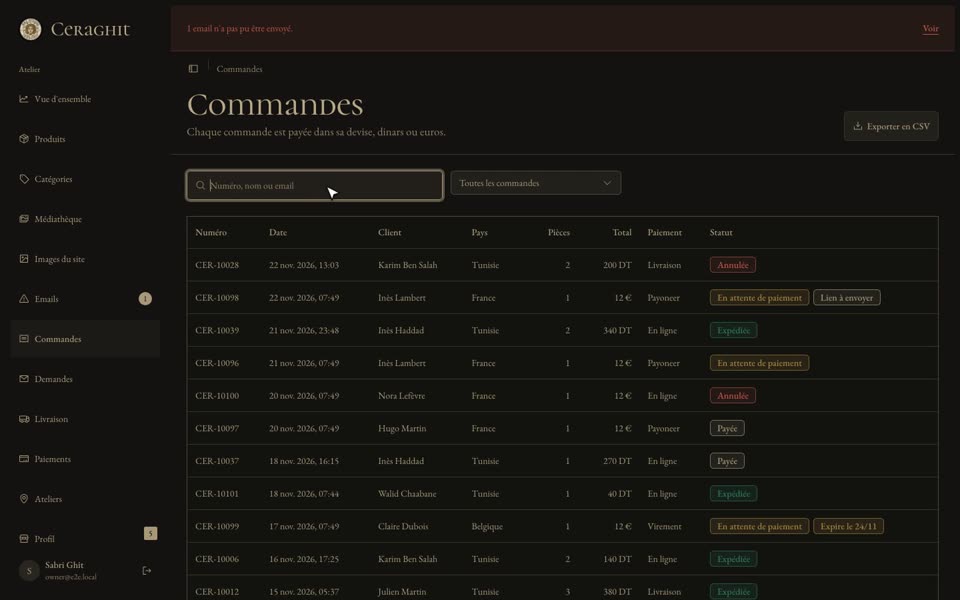 Ceraghit
1 email n'a pas pu être envoyé.
Voir
Atelier
Vue d'ensemble
Produits
Catégories
Médiathèque
Images du site
Emails 1
Commandes
Demandes
Livraison
Paiements
Ateliers
Profil 5
S
Sabri Ghit
owner@e2e.local
Commandes
Commandes
Chaque commande est payée dans sa devise, dinars ou euros.
Exporter en CSV
Numéro, nom ou email
Toutes les commandes
Numéro Date Client Pays Pièces Total Paiement Statut
CER-10028 22 nov. 2026, 13:03 Karim Ben Salah Tunisie 2 200 DT Livraison Annulée
CER-10098 22 nov. 2026, 07:49 Inès Lambert France 1 12 € Payoneer En attente de paiement Lien à envoyer
CER-10039 21 nov. 2026, 23:48 Inès Haddad Tunisie 2 340 DT En ligne Expédiée
CER-10096 21 nov. 2026, 07:49 Inès Lambert France 1 12 € Payoneer En attente de paiement
CER-10100 20 nov. 2026, 07:49 Nora Lefèvre France 1 12 € En ligne Annulée
CER-10097 20 nov. 2026, 07:49 Hugo Martin France 1 12 € Payoneer Payée
CER-10037 18 nov. 2026, 16:15 Inès Haddad Tunisie 1 270 DT En ligne Payée
CER-10101 18 nov. 2026, 07:44 Walid Chaabane Tunisie 1 40 DT En ligne Expédiée
CER-10099 17 nov. 2026, 07:49 Claire Dubois Belgique 1 12 € Virement En attente de paiement Expire le 24/11
CER-10006 16 nov. 2026, 17:25 Karim Ben Salah Tunisie 2 140 DT En ligne Expédiée
CER-10012 15 nov. 2026, 05:37 Julien Martin Tunisie 3 380 DT Livraison Expédiée